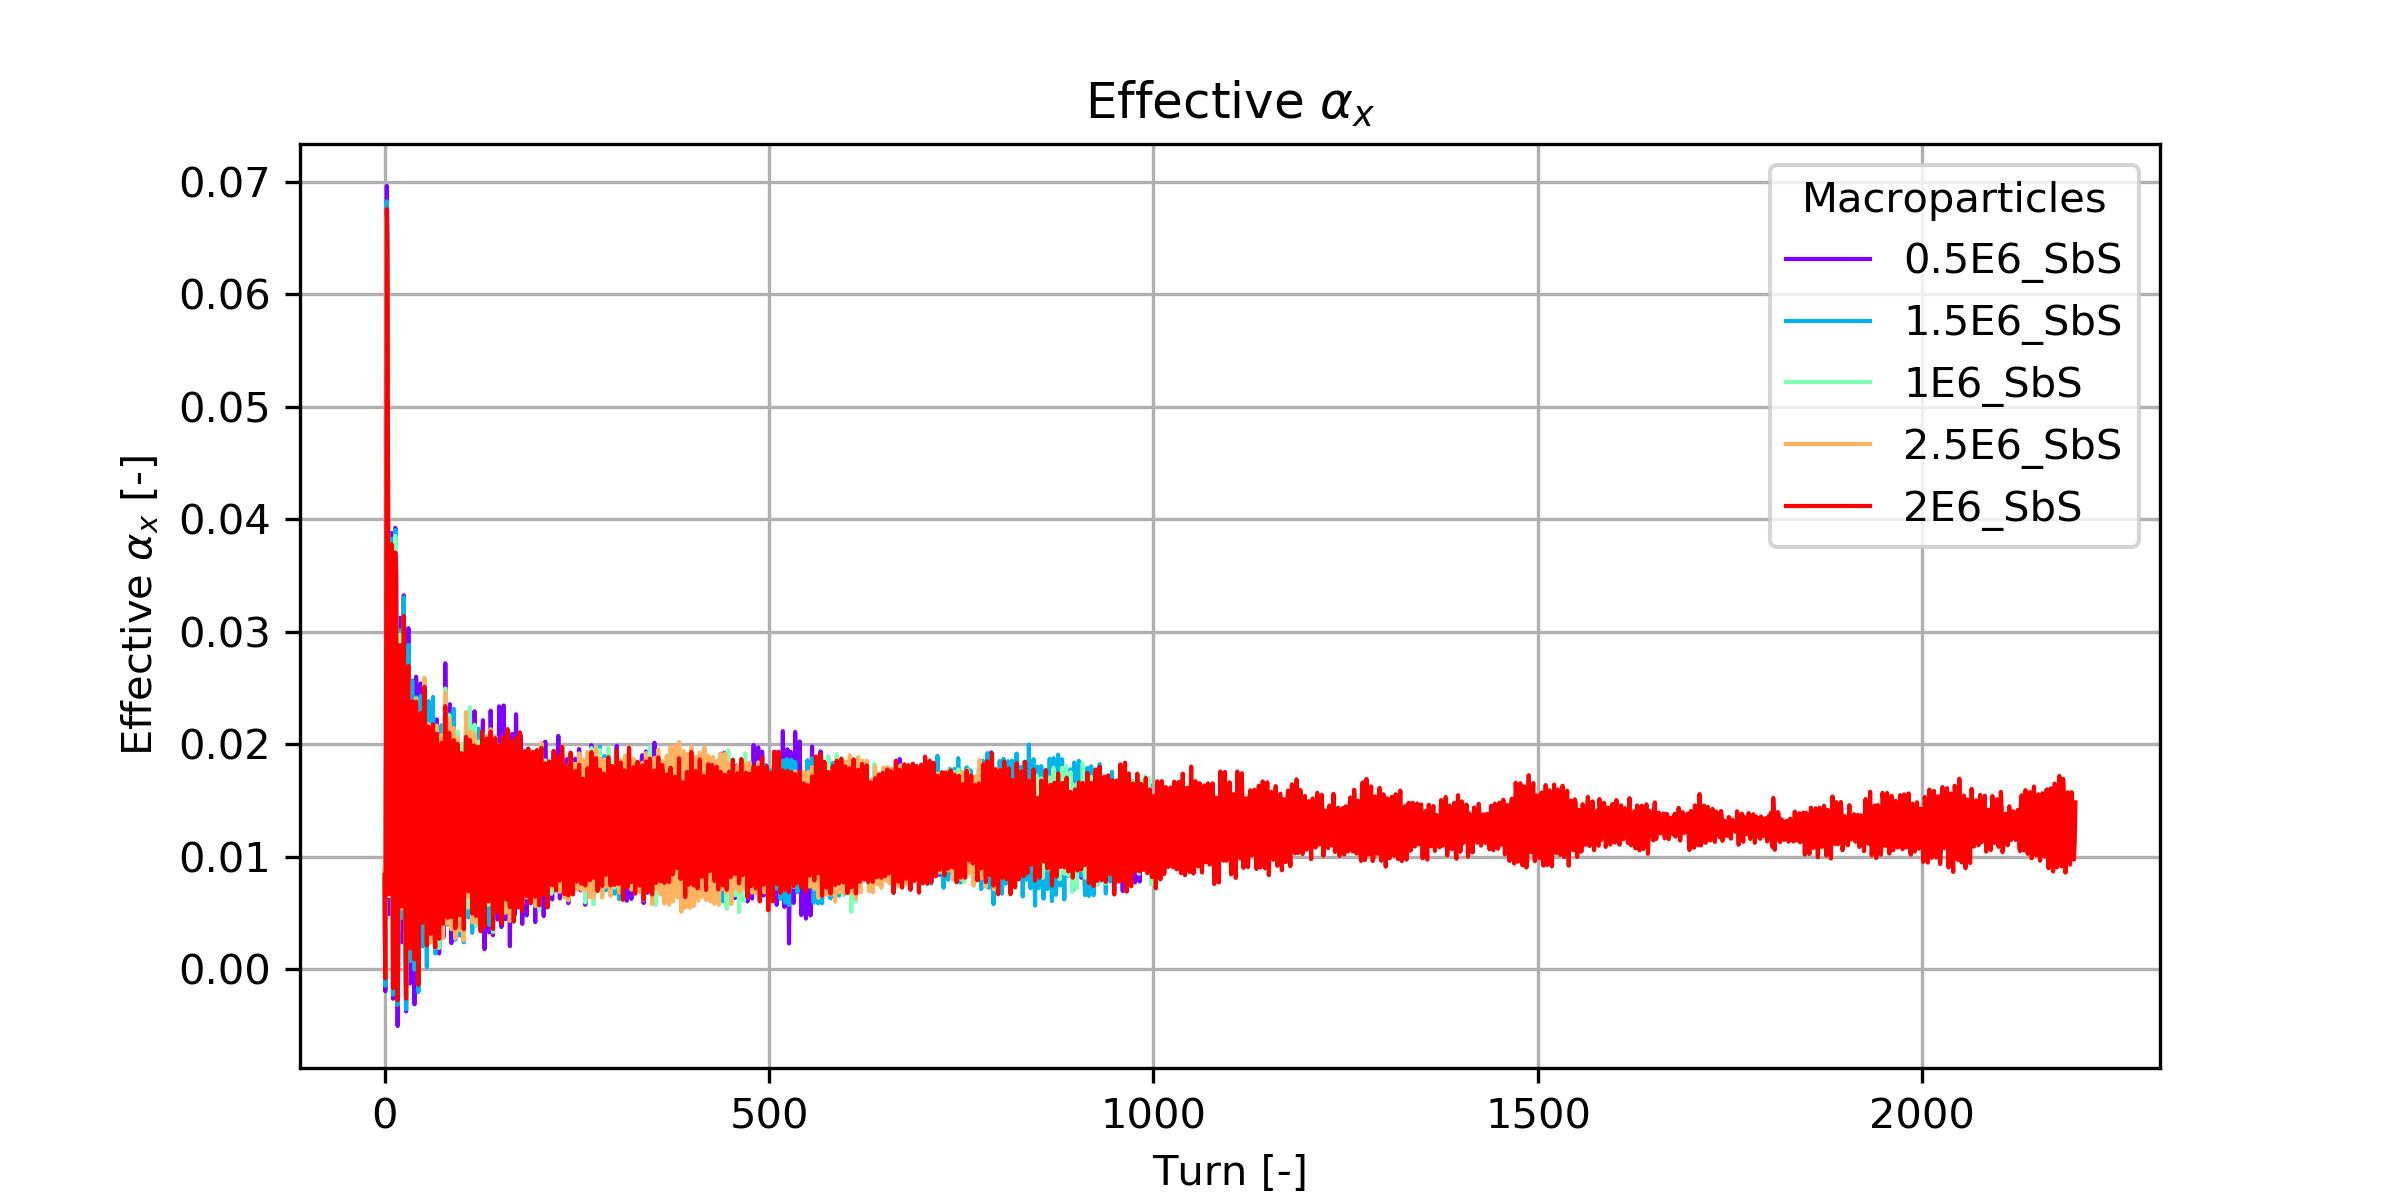 Effective αx
Effective αx [-]
0.07
0.06
0.05
0.04
0.03
0.02
0.01
0.00
Macroparticles
0.5E6_SbS
1.5E6_SbS
1E6_SbS
2.5E6_SbS
2E6_SbS
0
500
1000
1500
2000
Turn [-]